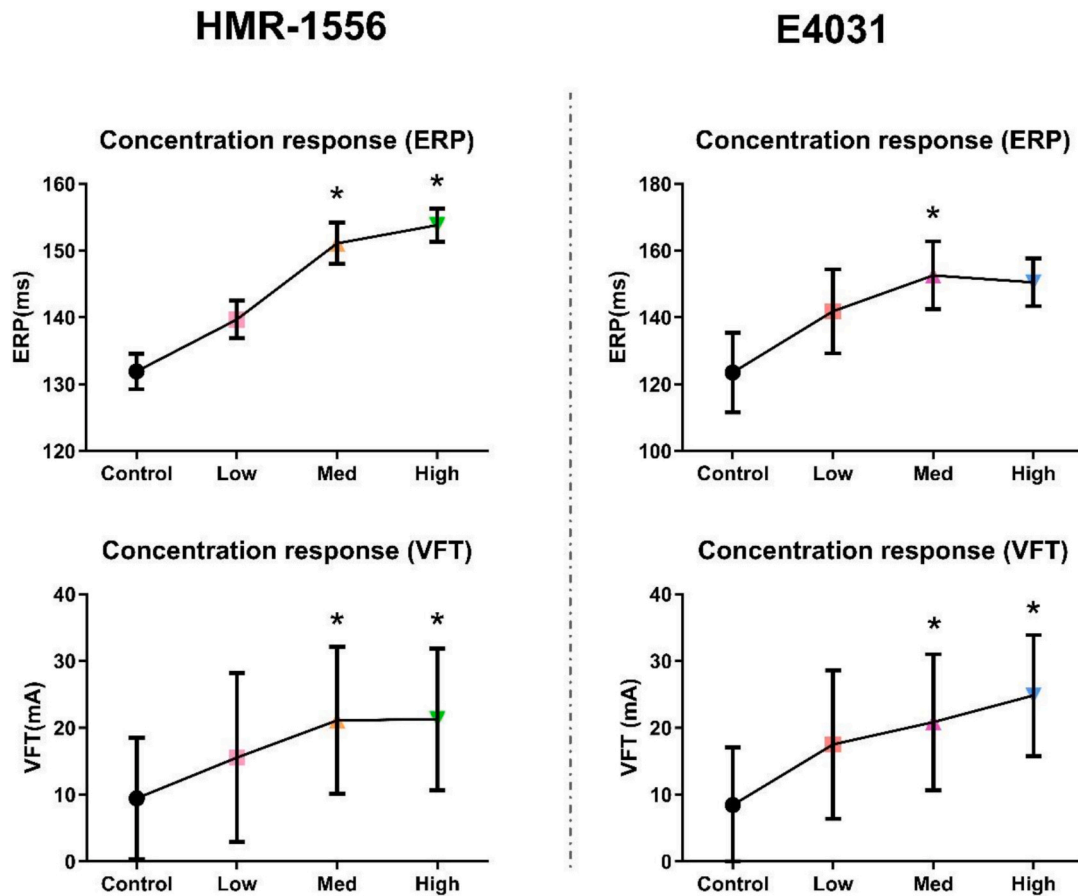 HMR-1556
E4031
Concentration response (ERP)
160
150
140
130
120
ERP(ms)
*
*
Control Low Med High
Concentration response (ERP)
180
160
140
120
100
ERP(ms)
*
Control Low Med High
Concentration response (VFT)
40
30
20
10
0
VFT(mA)
*
*
Control Low Med High
Concentration response (VFT)
40
30
20
10
0
VFT (mA)
*
*
Control Low Med High